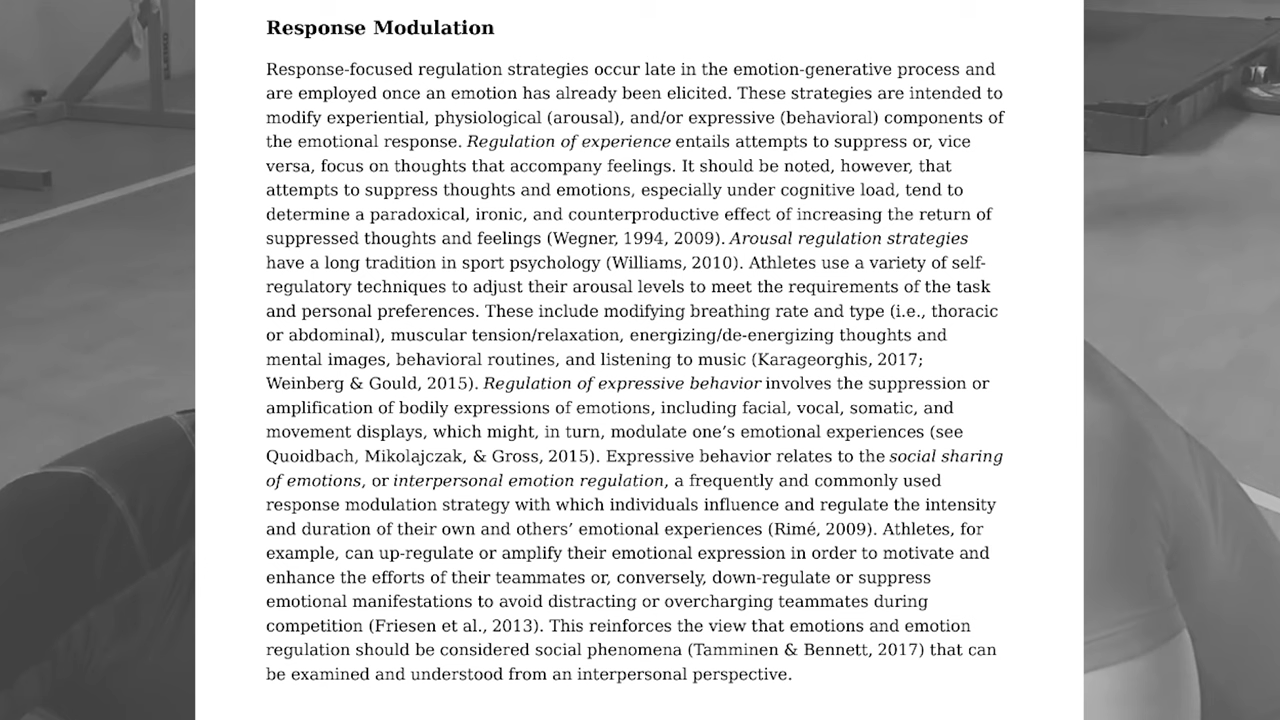 Response Modulation
Response-focused regulation strategies occur late in the emotion-generative process and
are employed once an emotion has already been elicited. These strategies are intended to
modify experiential, physiological (arousal), and/or expressive (behavioral) components of
the emotional response. Regulation of experience entails attempts to suppress or, vice
versa, focus on thoughts that accompany feelings. It should be noted, however, that
attempts to suppress thoughts and emotions, especially under cognitive load, tend to
determine a paradoxical, ironic, and counterproductive effect of increasing the return of
suppressed thoughts and feelings (Wegner, 1994, 2009). Arousal regulation strategies
have a long tradition in sport psychology (Williams, 2010). Athletes use a variety of self-
regulatory techniques to adjust their arousal levels to meet the requirements of the task
and personal preferences. These include modifying breathing rate and type (i.e., thoracic
or abdominal), muscular tension/relaxation, energizing/de-energizing thoughts and
mental images, behavioral routines, and listening to music (Karageorghis, 2017;
Weinberg & Gould, 2015). Regulation of expressive behavior involves the suppression or
amplification of bodily expressions of emotions, including facial, vocal, somatic, and
movement displays, which might, in turn, modulate one’s emotional experiences (see
Quoidbach, Mikolajczak, & Gross, 2015). Expressive behavior relates to the social sharing
of emotions, or interpersonal emotion regulation, a frequently and commonly used
response modulation strategy with which individuals influence and regulate the intensity
and duration of their own and others’ emotional experiences (Rimé, 2009). Athletes, for
example, can up-regulate or amplify their emotional expression in order to motivate and
enhance the efforts of their teammates or, conversely, down-regulate or suppress
emotional manifestations to avoid distracting or overcharging teammates during
competition (Friesen et al., 2013). This reinforces the view that emotions and emotion
regulation should be considered social phenomena (Tamminen & Bennett, 2017) that can
be examined and understood from an interpersonal perspective.
ELEIKO